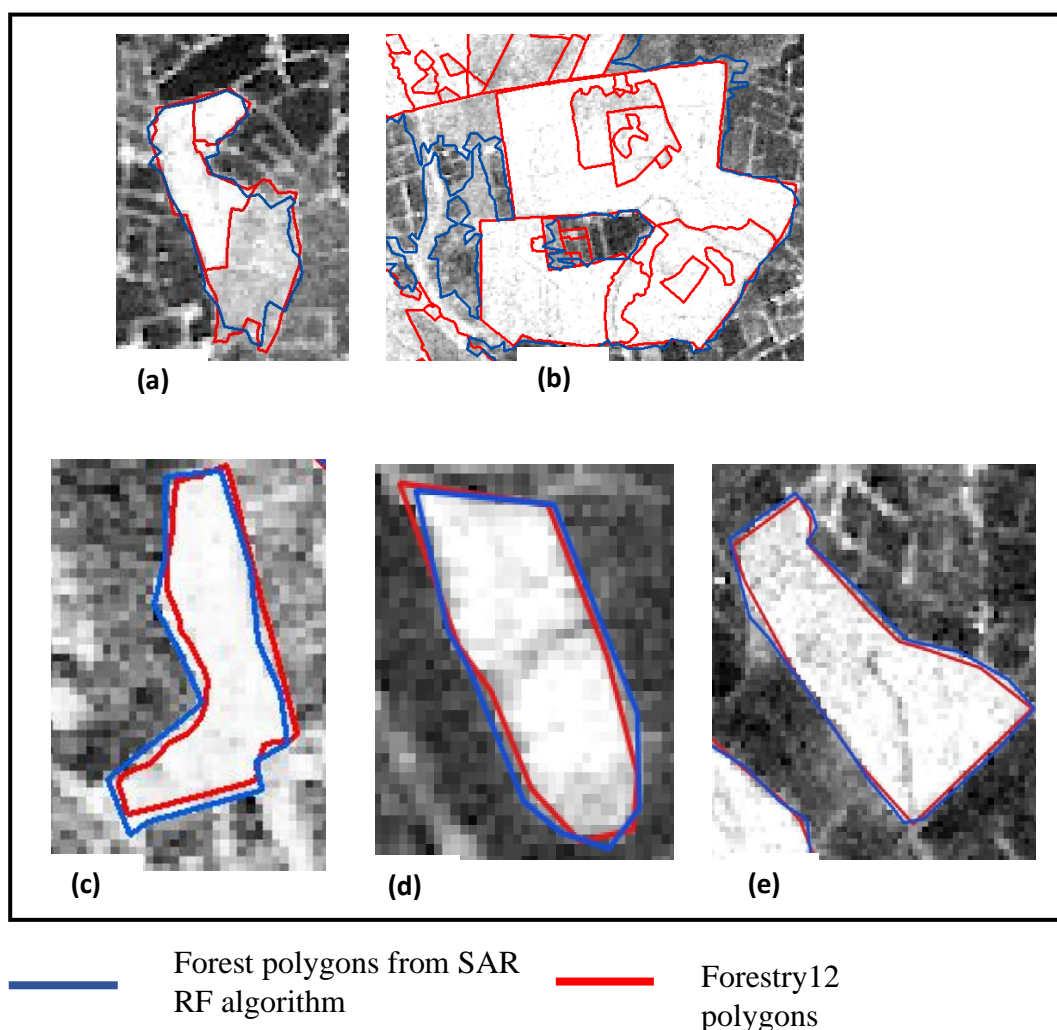 (a)
(b)
(c)
(d)
(e)
Forest polygons from SAR
RF algorithm
Forestry12
polygons